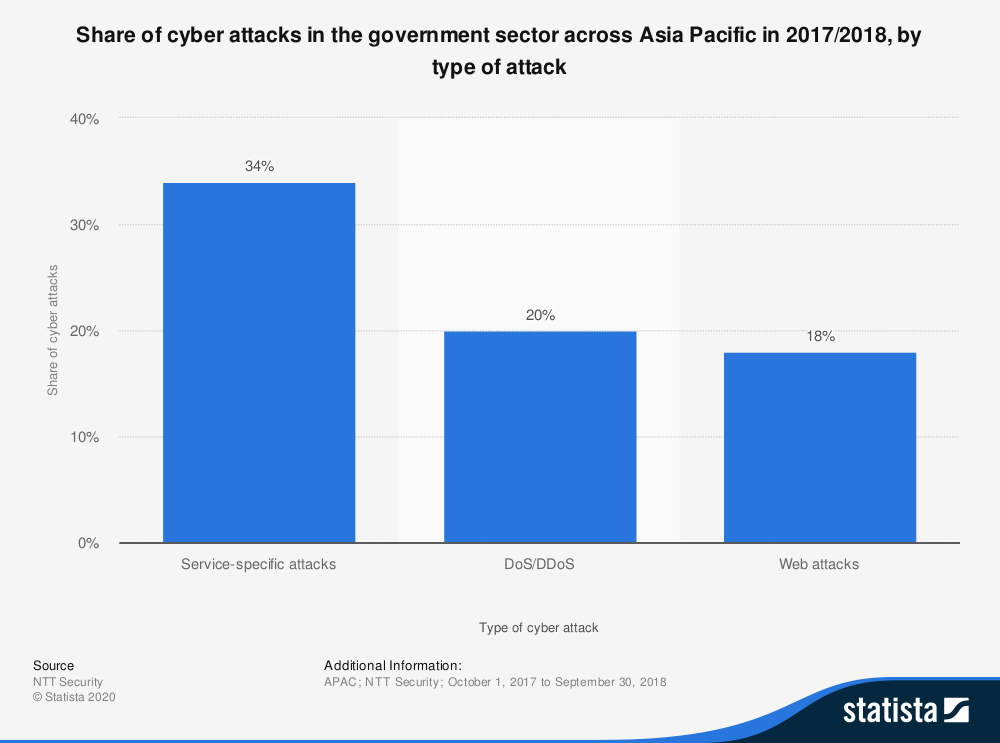 Share of cyber attacks in the government sector across Asia Pacific in 2017/2018, by
type of attack
40%
30%
20%
10%
0%
Share of cyber attacks
34%
20%
18%
Service-specific attacks
DoS/DDoS
Web attacks
Type of cyber attack
Source
NTT Security
© Statista 2020
Additional Information:
APAC; NTT Security; October 1, 2017 to September 30, 2018
statista